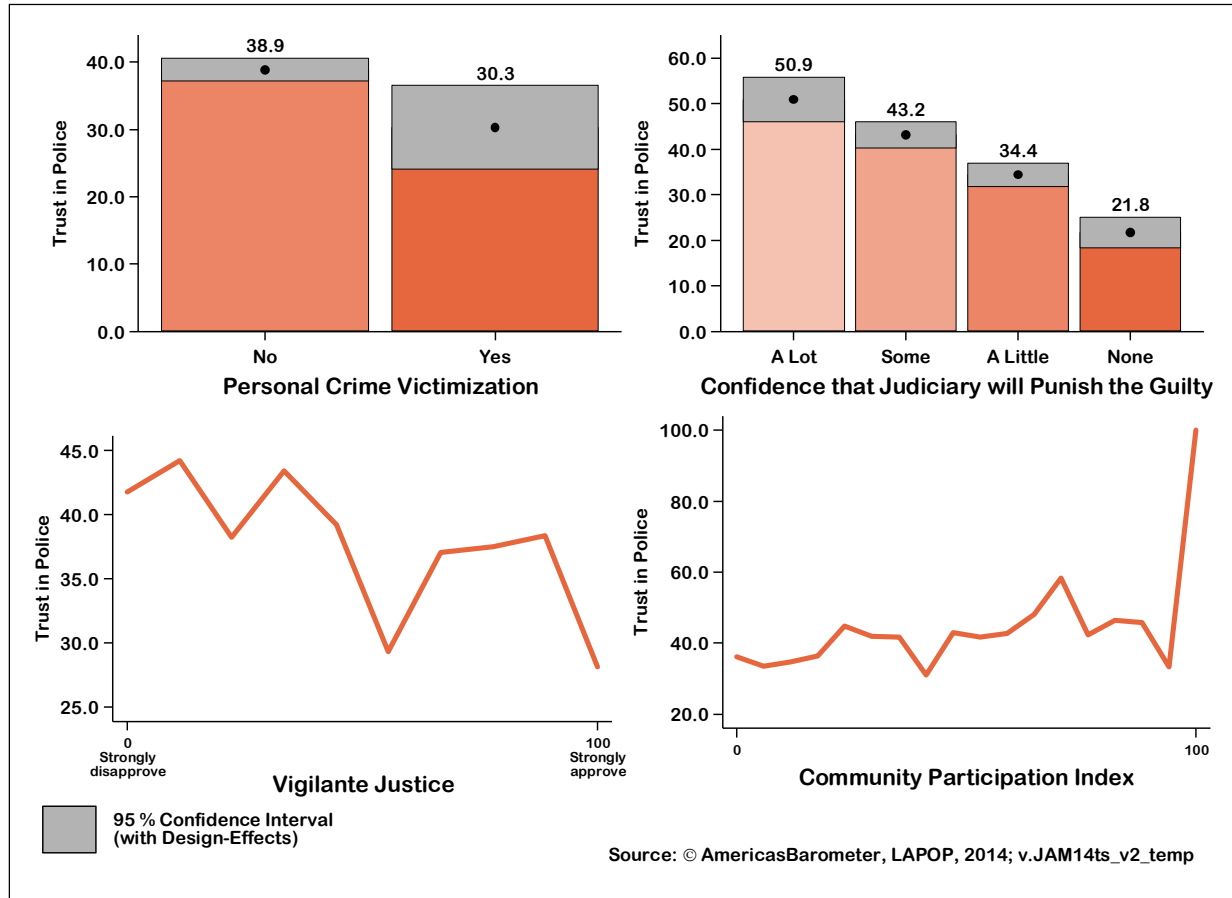 38.9
30.3
40.0
30.0
20.0
10.0
0.0
Trust in Police
No
Yes
Personal Crime Victimization
50.9
43.2
34.4
21.8
60.0
50.0
40.0
30.0
20.0
10.0
0.0
Trust in Police
A Lot
Some
A Little
None
Confidence that Judiciary will Punish the Guilty
45.0
40.0
35.0
30.0
25.0
Trust in Police
0
Strongly
disapprove
100
Strongly
approve
Vigilante Justice
100.0
80.0
60.0
40.0
20.0
Trust in Police
0
100
Community Participation Index
95 % Confidence Interval
(with Design-Effects)
Source: © AmericasBarometer, LAPOP, 2014; v.JAM14ts_v2_temp